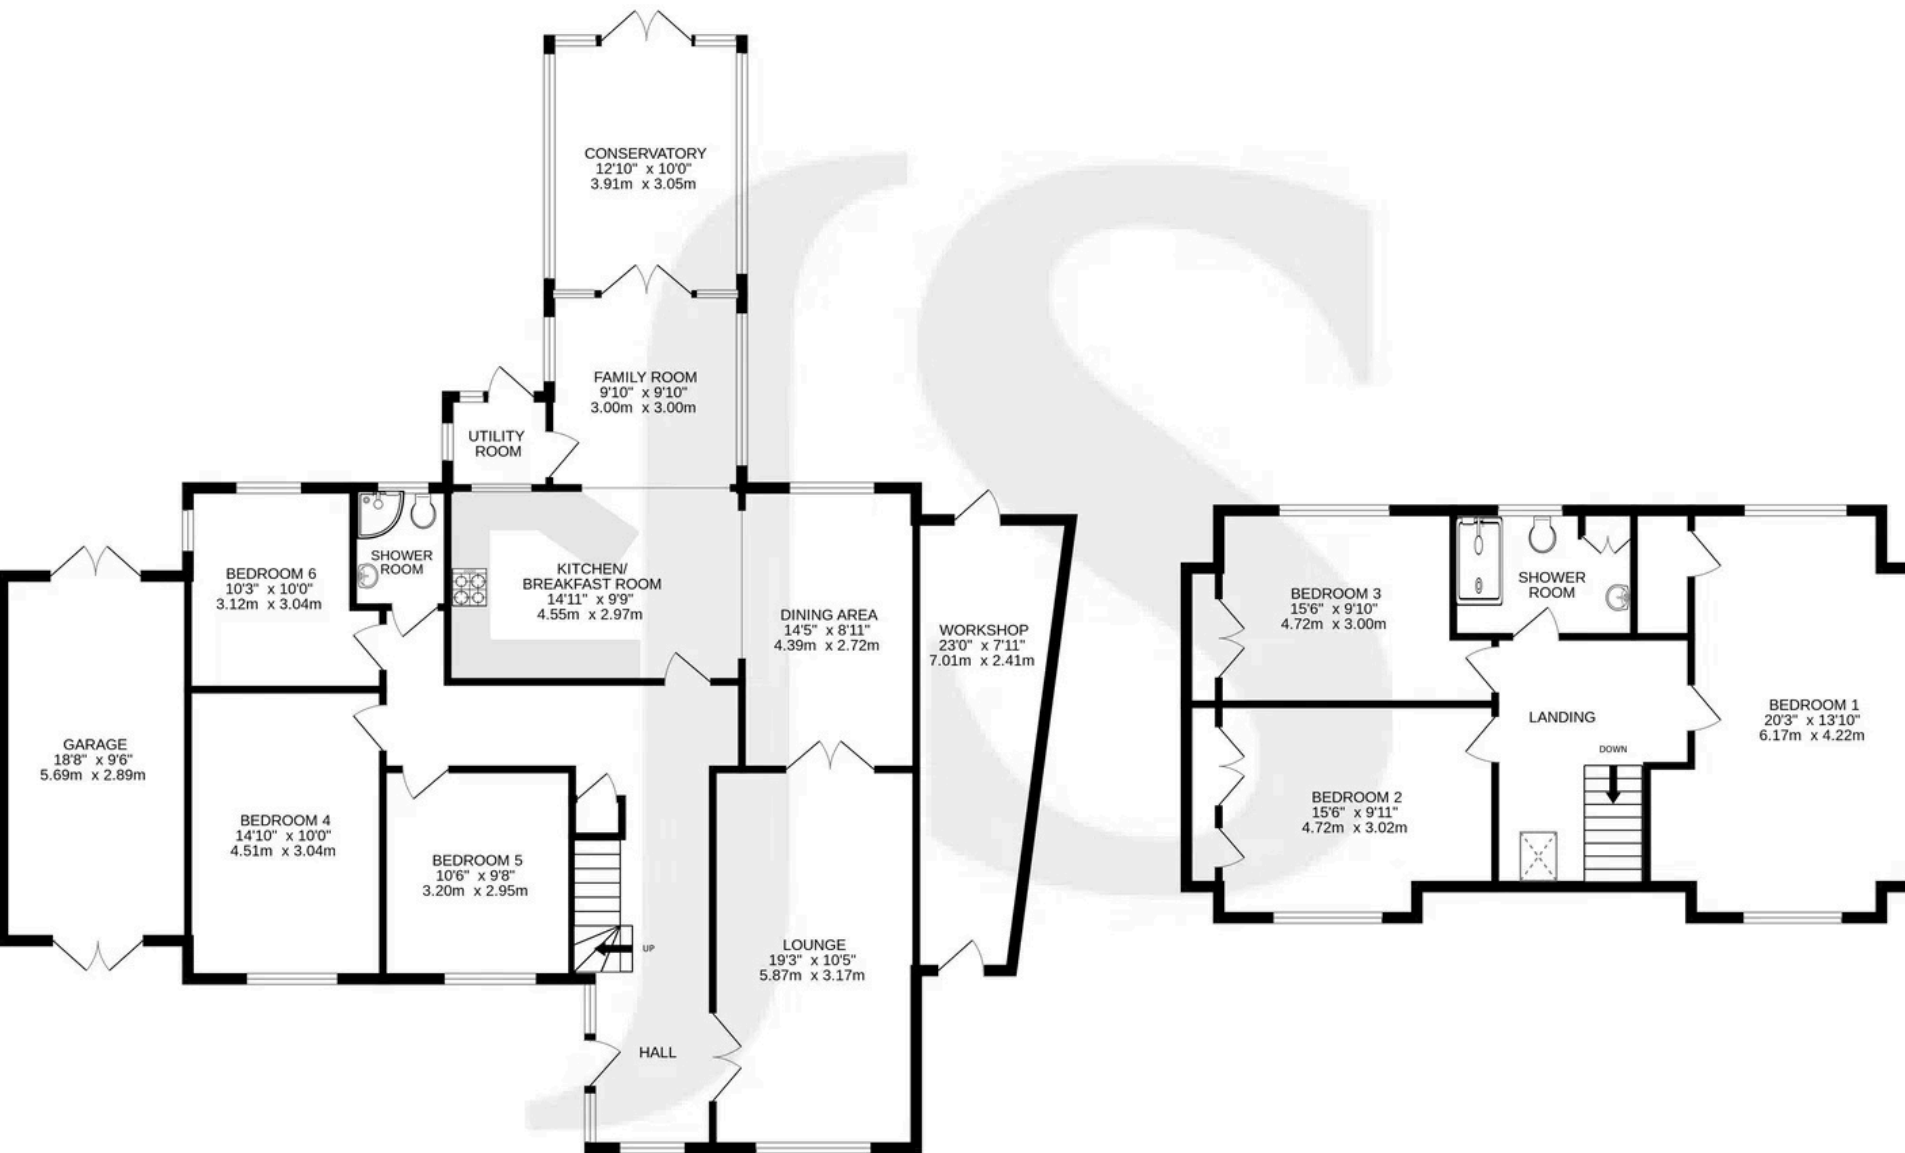 CONSERVATORY
12'10" x 10'0"
3.91m x 3.05m
FAMILY ROOM
9'10" x 9'10"
3.00m x 3.00m
UTILITY
ROOM
SHOWER
ROOM
KITCHEN/
BREAKFAST ROOM
14'11" x 9'9"
4.55m x 2.97m
BEDROOM 6
10'3" x 10'0"
3.12m x 3.04m
DINING AREA
14'5" x 8'11"
4.39m x 2.72m
WORKSHOP
23'0" x 7'11"
7.01m x 2.41m
GARAGE
18'8" x 9'6"
5.69m x 2.89m
BEDROOM 4
14'10" x 10'0"
4.51m x 3.04m
BEDROOM 5
10'6" x 9'8"
3.20m x 2.95m
UP
LOUNGE
19'3" x 10'5"
5.87m x 3.17m
HALL
BEDROOM 3
15'6" x 9'10"
4.72m x 3.00m
SHOWER
ROOM
LANDING
DOWN
BEDROOM 1
20'3" x 13'10"
6.17m x 4.22m
BEDROOM 2
15'6" x 9'11"
4.72m x 3.02m
JS